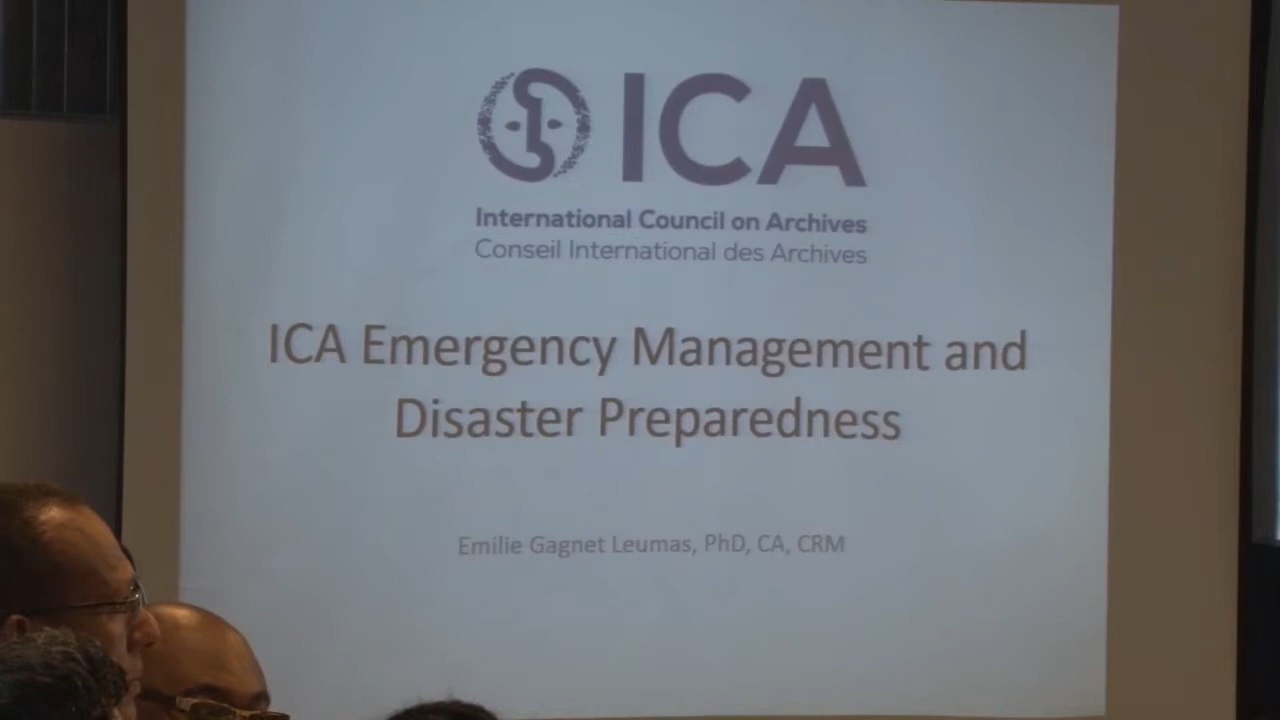 ICA
International Council on Archives
Conseil International des Archives
ICA Emergency Management and
Disaster Preparedness
Emilie Gagnet Leumas, PhD, CA, CRM